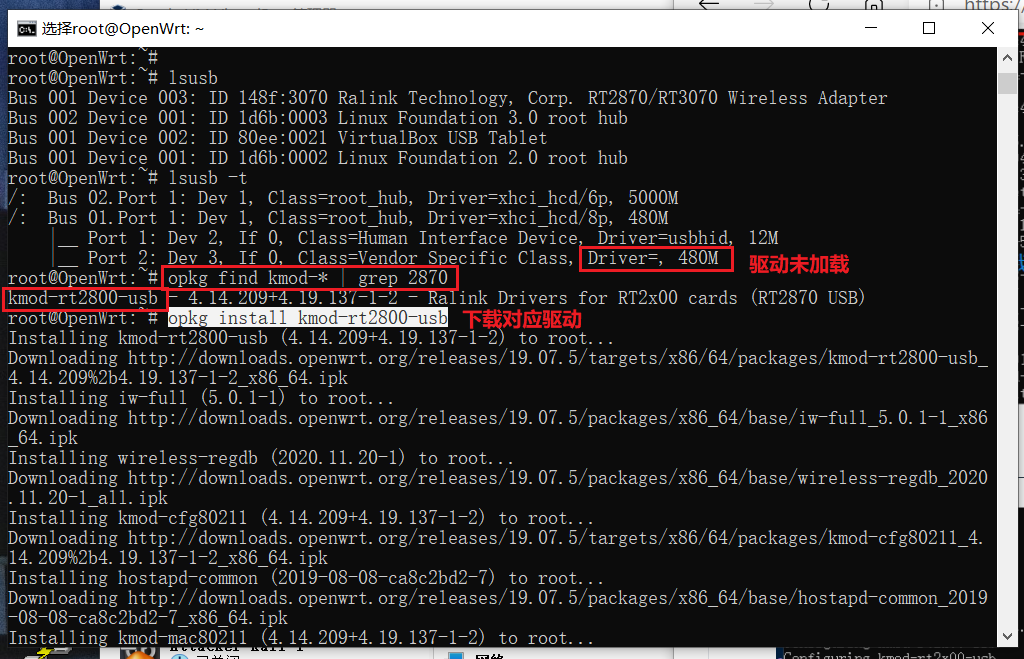 https://
选择root@OpenWrt: ~
root@OpenWrt:~#
root@OpenWrt:~# lsusb
Bus 001 Device 003: ID 148f:3070 Ralink Technology, Corp. RT2870/RT3070 Wireless Adapter
Bus 002 Device 001: ID 1d6b:0003 Linux Foundation 3.0 root hub
Bus 001 Device 002: ID 80ee:0021 VirtualBox USB Tablet
Bus 001 Device 001: ID 1d6b:0002 Linux Foundation 2.0 root hub
root@OpenWrt:~# lsusb -t
/:  Bus 02.Port 1: Dev 1, Class=root_hub, Driver=xhci_hcd/6p, 5000M
/:  Bus 01.Port 1: Dev 1, Class=root_hub, Driver=xhci_hcd/8p, 480M
    |__ Port 1: Dev 2, If 0, Class=Human Interface Device, Driver=usbhid, 12M
    |__ Port 2: Dev 3, If 0, Class=Vendor Specific Class, Driver=, 480M 驱动未加载
root@OpenWrt:~# opkg find kmod-* | grep 2870
kmod-rt2800-usb - 4.14.209+4.19.137-1-2 - Ralink Drivers for RT2x00 cards (RT2870 USB)
root@OpenWrt:~# opkg install kmod-rt2800-usb 下载对应驱动
Installing kmod-rt2800-usb (4.14.209+4.19.137-1-2) to root...
Downloading http://downloads.openwrt.org/releases/19.07.5/targets/x86/64/packages/kmod-rt2800-usb_
4.14.209%2b4.19.137-1-2_x86_64.ipk
Installing iw-full (5.0.1-1) to root...
Downloading http://downloads.openwrt.org/releases/19.07.5/packages/x86_64/base/iw-full_5.0.1-1_x86
_64.ipk
Installing wireless-regdb (2020.11.20-1) to root...
Downloading http://downloads.openwrt.org/releases/19.07.5/packages/x86_64/base/wireless-regdb_2020
.11.20-1_all.ipk
Installing kmod-cfg80211 (4.14.209+4.19.137-1-2) to root...
Downloading http://downloads.openwrt.org/releases/19.07.5/targets/x86/64/packages/kmod-cfg80211_4.
14.209%2b4.19.137-1-2_x86_64.ipk
Installing hostapd-common (2019-08-08-ca8c2bd2-7) to root...
Downloading http://downloads.openwrt.org/releases/19.07.5/packages/x86_64/base/hostapd-common_2019
-08-08-ca8c2bd2-7_x86_64.ipk
Installing kmod-mac80211 (4.14.209+4.19.137-1-2) to root...